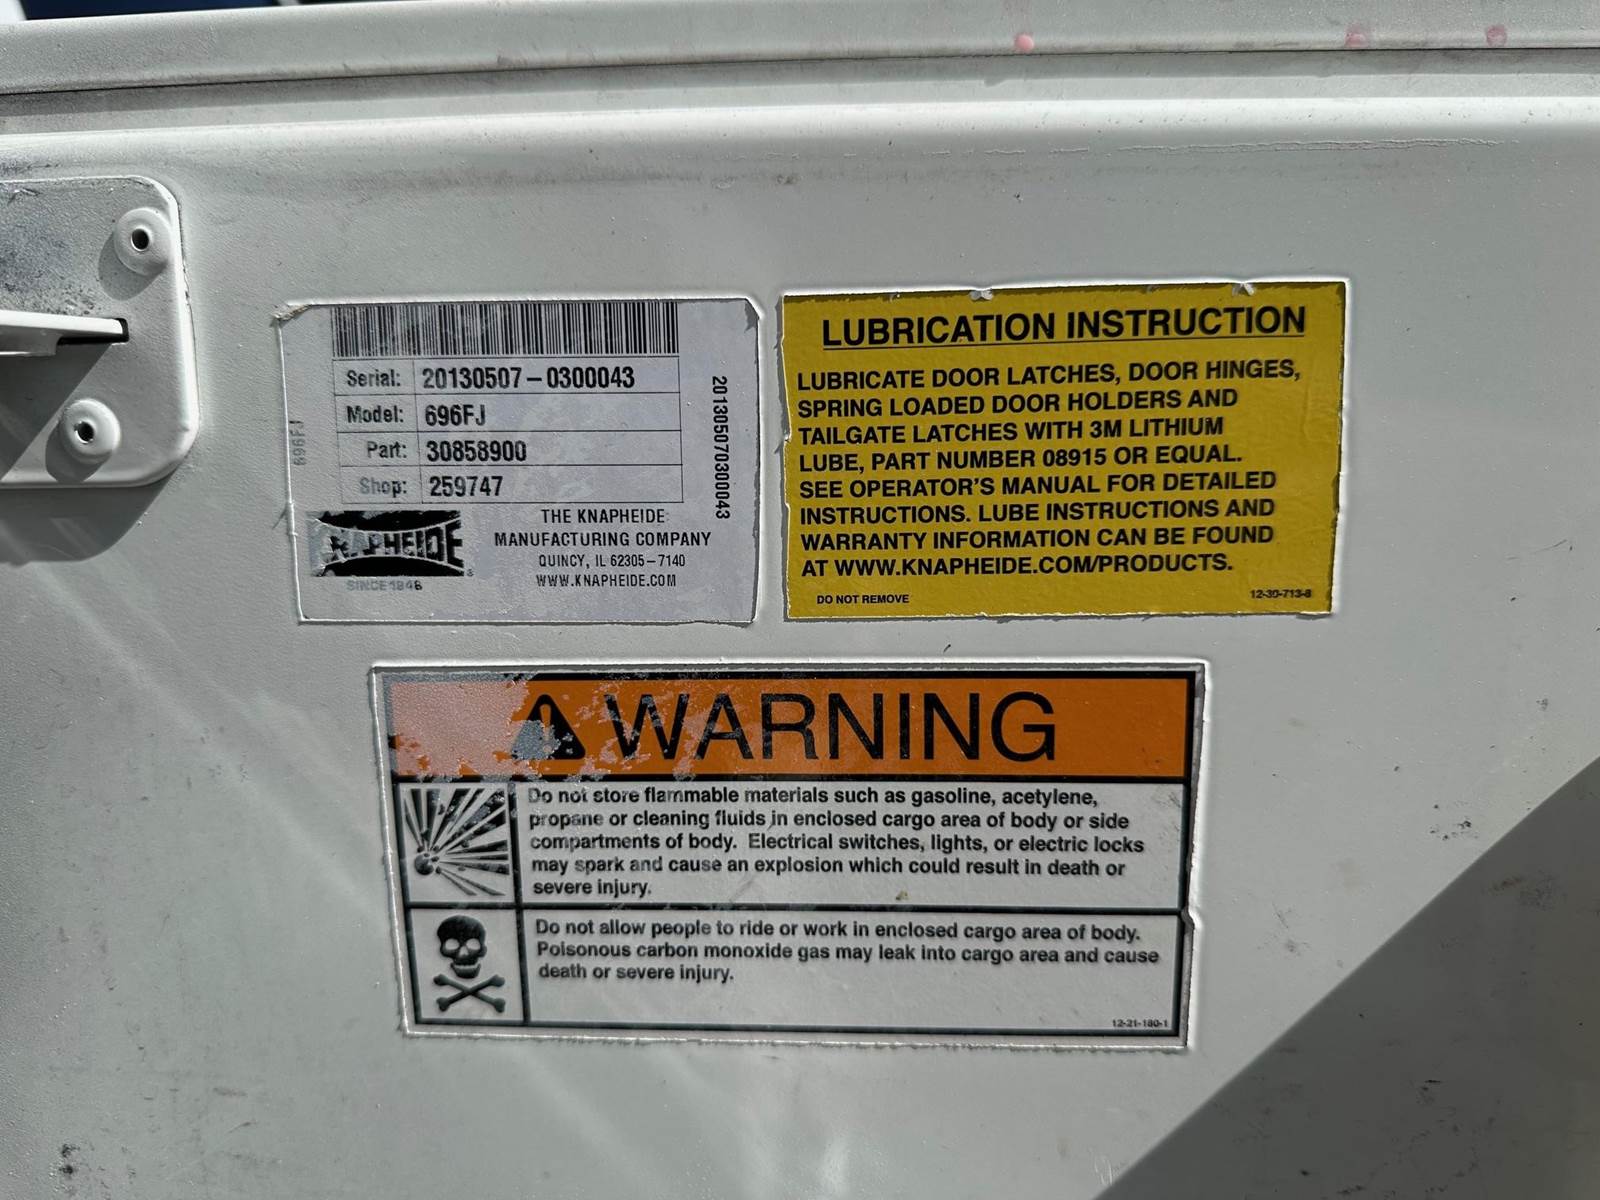 Serial: 20130507-0300043
Model: 696FJ
Part: 30858900
Shop: 259747
696FJ
201305070300043
KNAPHEIDE
SINCE 1848
THE KNAPHEIDE
MANUFACTURING COMPANY
QUINCY, IL 62305-7140
WWW.KNAPHEIDE.COM
LUBRICATION INSTRUCTION
LUBRICATE DOOR LATCHES, DOOR HINGES,
SPRING LOADED DOOR HOLDERS AND
TAILGATE LATCHES WITH 3M LITHIUM
LUBE, PART NUMBER 08915 OR EQUAL.
SEE OPERATOR'S MANUAL FOR DETAILED
INSTRUCTIONS. LUBE INSTRUCTIONS AND
WARRANTY INFORMATION CAN BE FOUND
AT WWW.KNAPHEIDE.COM/PRODUCTS.
DO NOT REMOVE
12-30-713-8
WARNING
Do not store flammable materials such as gasoline, acetylene,
propane or cleaning fluids in enclosed cargo area of body or side
compartments of body. Electrical switches, lights, or electric locks
may spark and cause an explosion which could result in death or
severe injury.
Do not allow people to ride or work in enclosed cargo area of body.
Poisonous carbon monoxide gas may leak into cargo area and cause
death or severe injury.
12-21-180-1